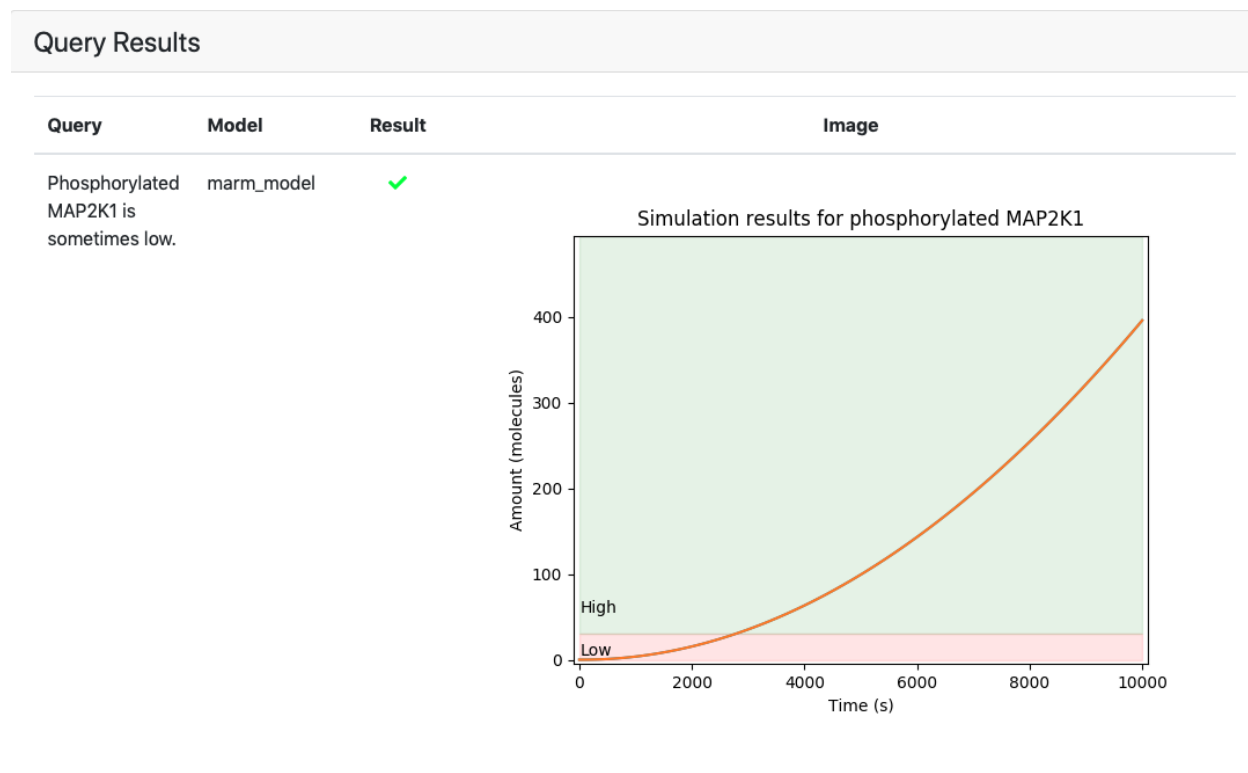 Query Results
Query Model Result Image
Phosphorylated marm_model
MAP2K1 is
sometimes low.
Simulation results for phosphorylated MAP2K1
400
300
200
100
0
Amount (molecules)
High
Low
0 2000 4000 6000 8000 10000
Time (s)